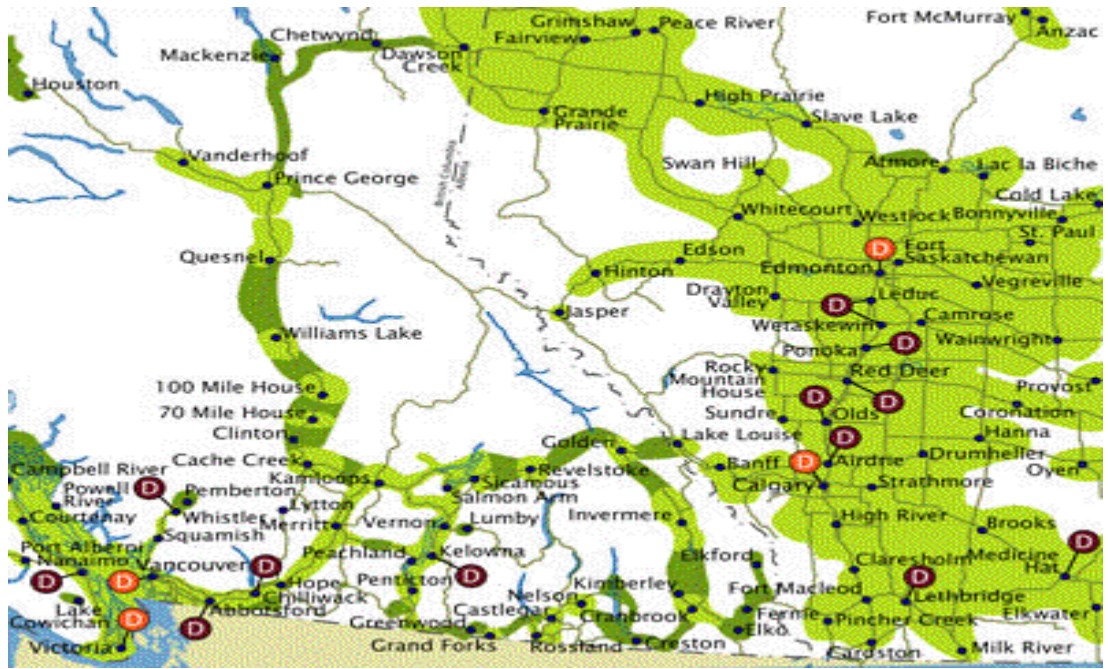 Grimshaw
Peace River
Fort McMurray
Chetwynd
Fairview
Anzac
Mackenzie
Dawson
Creek
Houston
High Prairie
Grande
Prairie
Slave Lake
Vanderhoof
Swan Hill
Atmore
Lac la Biche
Prince George
British Columbia
Alberta
Cold Lake
Whitecourt
Westlock
Bonnyville
St. Paul
Quesnel
Edson
D
Fort
Saskatchewan
Hinton
Edmonton
Drayton
Valley
Leduc
Vegreville
D
Jasper
Wetaskewin
Camrose
Williams Lake
Ponoka
D
Wainwright
Rocky
Mountain
House
Red Deer
100 Mile House
D
D
Provost
70 Mile House
Sundre
Olds
Coronation
Clinton
Golden
Lake Louise
D
Hanna
Cache Creek
Banff
D
Airdrie
Drumheller
Oyen
Campbell River
Kamloops
Revelstoke
Sicamous
Calgary
Strathmore
Powell
River
D
Pemberton
Lytton
Salmon Arm
Courtenay
Whistler
Merritt
Vernon
Lumby
Invermere
High River
Brooks
Squamish
Port Alberni
Peachland
Kelowna
Elkford
Claresholm
Medicine
Hat
D
Nanaimo
D
D
Vancouver
D
Hope
Penticton
D
Kimberley
Fort Macleod
D
Lethbridge
Chilliwack
Nelson
Lake
Cowichan
D
Abbotsford
Castlegar
Cranbrook
Fernie
Pincher Creek
Elkwater
D
Greenwood
Elko
Victoria
Grand Forks
Rossland
Creston
Cardston
Milk River